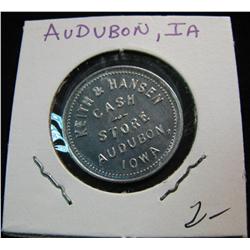 AUDUBON, IA
KEITH & HANSEN
CASH
STORE
AUDUBON,
IOWA
2-